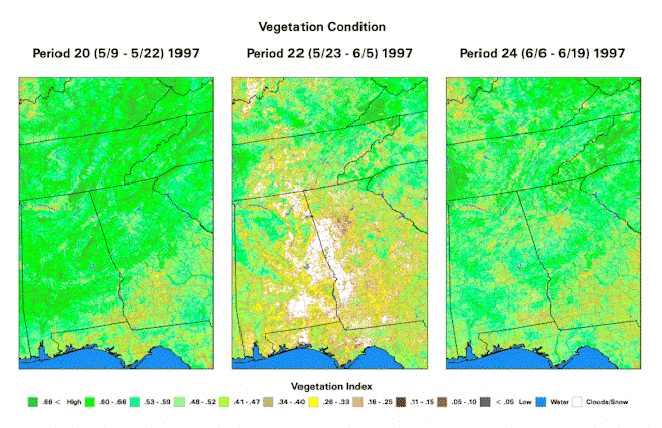 Vegetation Condition
Period 20 (5/9 - 5/22) 1997
Period 22 (5/23 - 6/5) 1997
Period 24 (6/6 - 6/19) 1997
Vegetation Index
.66 < High .60 - .66 .53 - .59 .48 - .52 .41 - .47 .34 - .40 .26 - .33 .16 - .25 .11 - .15 .05 - .10 < .05 Low Water Clouds/Snow